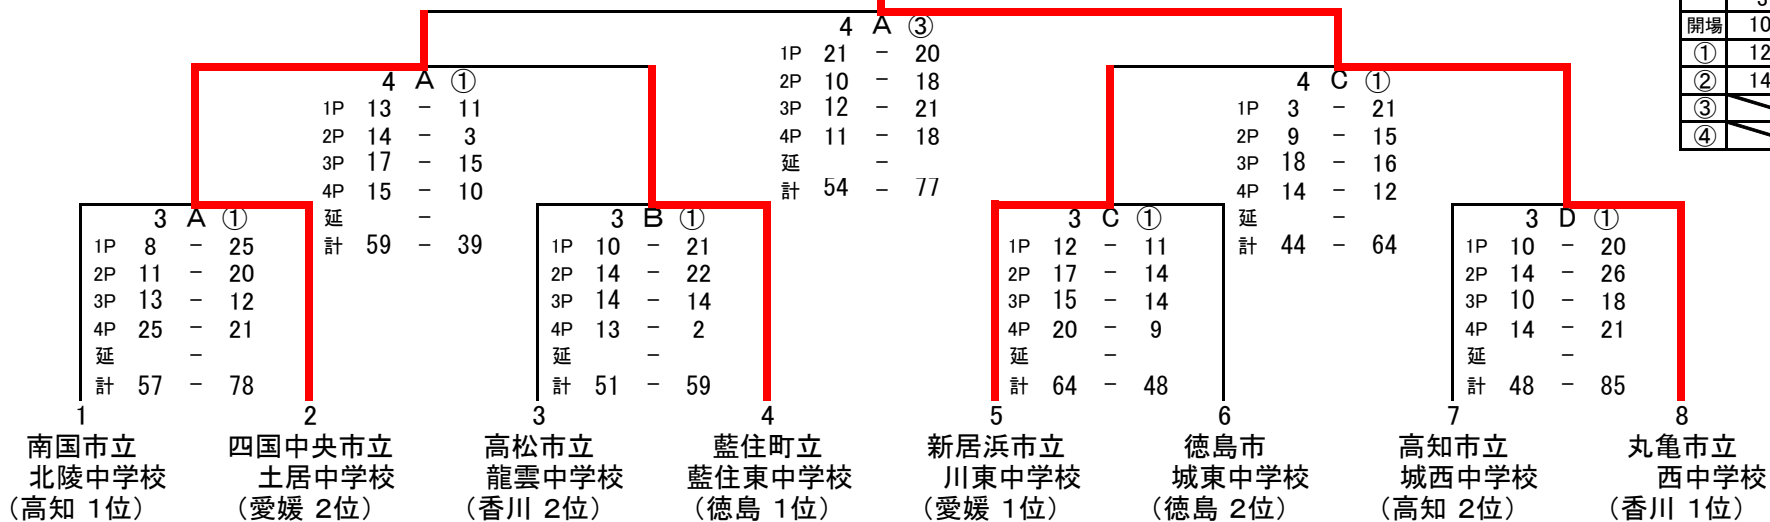 4 A ③
1P 21 - 20
2P 10 - 18
3P 12 - 21
4P 11 - 18
延 -
計 54 - 77
開場 10
① 12
② 14
③
④
4 A ①
1P 13 - 11
2P 14 - 3
3P 17 - 15
4P 15 - 10
延 -
計 59 - 39
4 C ①
1P 3 - 21
2P 9 - 15
3P 18 - 16
4P 14 - 12
延 -
計 44 - 64
3 A ①
1P 8 - 25
2P 11 - 20
3P 13 - 12
4P 25 - 21
延 -
計 57 - 78
3 B ①
1P 10 - 21
2P 14 - 22
3P 14 - 14
4P 13 - 2
延 -
計 51 - 59
3 C ①
1P 12 - 11
2P 17 - 14
3P 15 - 14
4P 20 - 9
延 -
計 64 - 48
3 D ①
1P 10 - 20
2P 14 - 26
3P 10 - 18
4P 14 - 21
延 -
計 48 - 85
1
南国市立
北陵中学校
（高知 1位）
2
四国中央市立
土居中学校
（愛媛 2位）
3
高松市立
龍雲中学校
（香川 2位）
4
藍住町立
藍住東中学校
（徳島 1位）
5
新居浜市立
川東中学校
（愛媛 1位）
6
徳島市
城東中学校
（徳島 2位）
7
高知市立
城西中学校
（高知 2位）
8
丸亀市立
西中学校
（香川 1位）